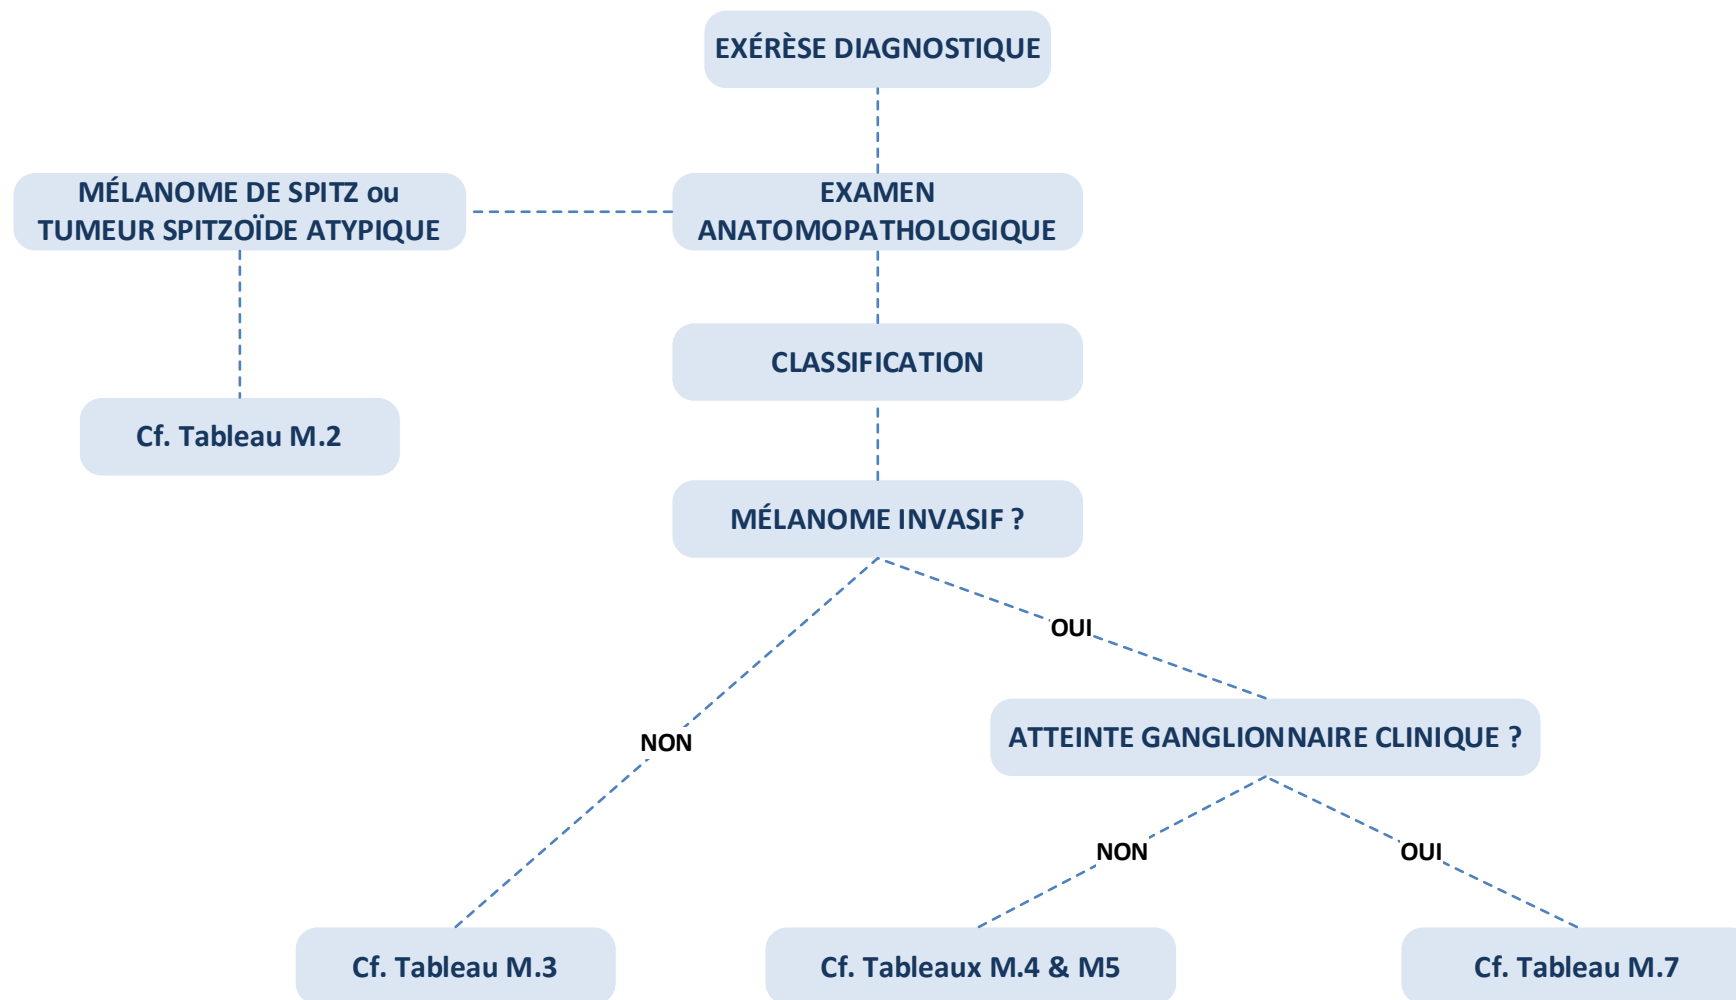 EXÉRÈSE DIAGNOSTIQUE
MÉLANOME DE SPITZ ou
TUMEUR SPITZOÏDE ATYPIQUE
EXAMEN
ANATOMOPATHOLOGIQUE
CLASSIFICATION
Cf. Tableau M.2
MÉLANOME INVASIF ?
OUI
NON
ATTEINTE GANGLIONNAIRE CLINIQUE ?
NON
OUI
Cf. Tableau M.3
Cf. Tableaux M.4 & M5
Cf. Tableau M.7